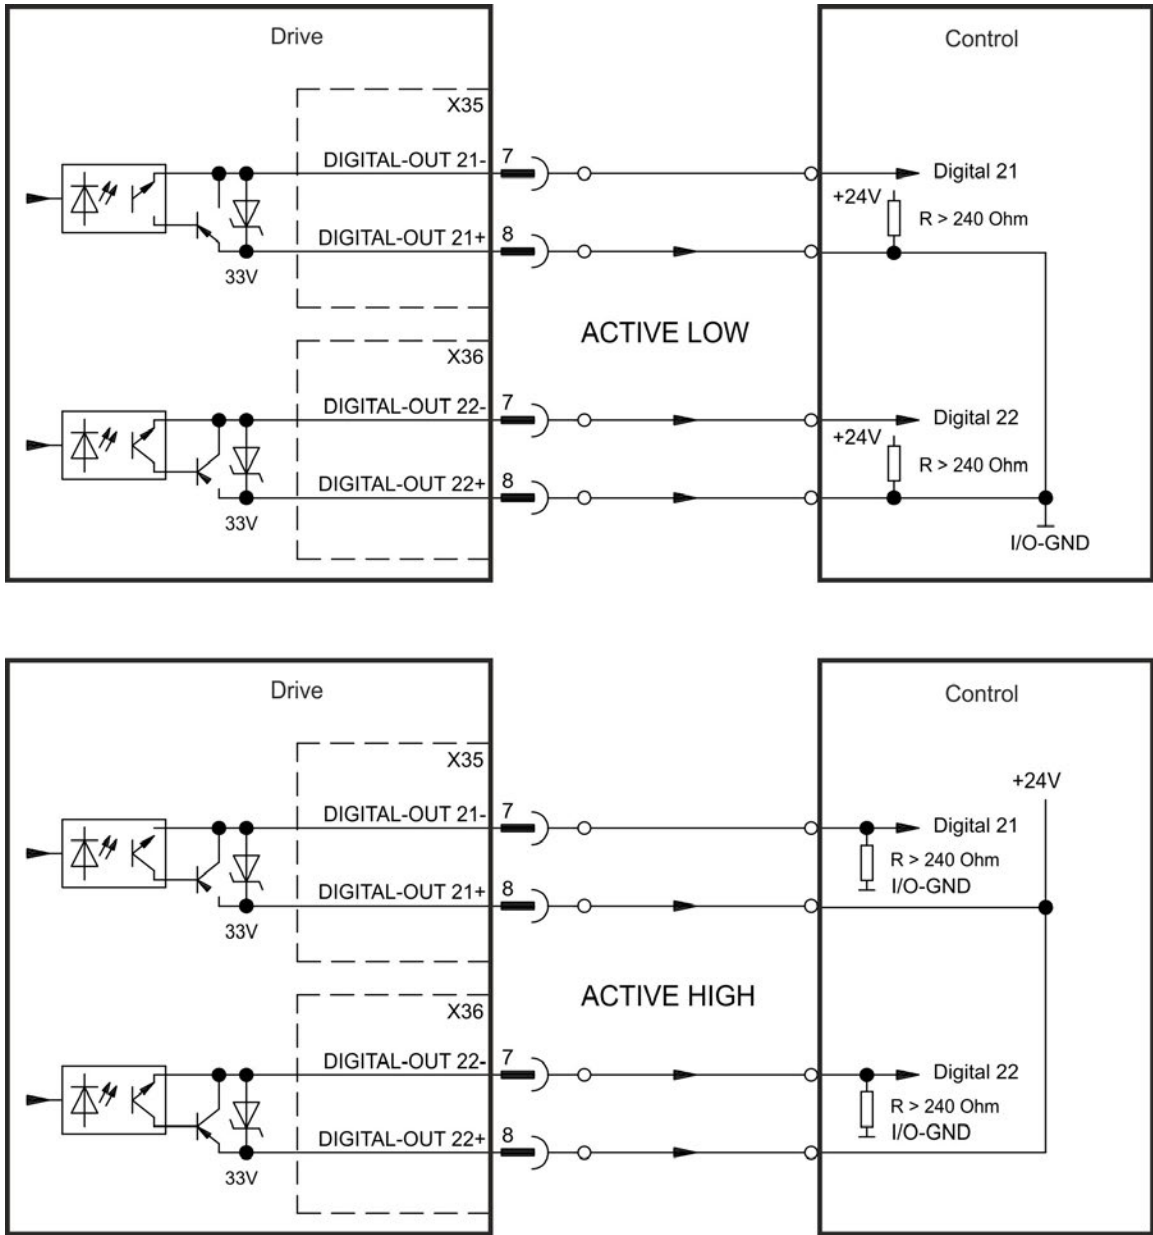 Drive
Control
X35
DIGITAL-OUT 21-
7
Digital 21
+24V
R > 240 Ohm
DIGITAL-OUT 21+
8
33V
ACTIVE LOW
X36
DIGITAL-OUT 22-
7
Digital 22
+24V
R > 240 Ohm
DIGITAL-OUT 22+
8
33V
I/O-GND
Drive
Control
X35
+24V
DIGITAL-OUT 21-
7
Digital 21
R > 240 Ohm
I/O-GND
DIGITAL-OUT 21+
8
33V
ACTIVE HIGH
X36
DIGITAL-OUT 22-
7
Digital 22
R > 240 Ohm
I/O-GND
DIGITAL-OUT 22+
8
33V